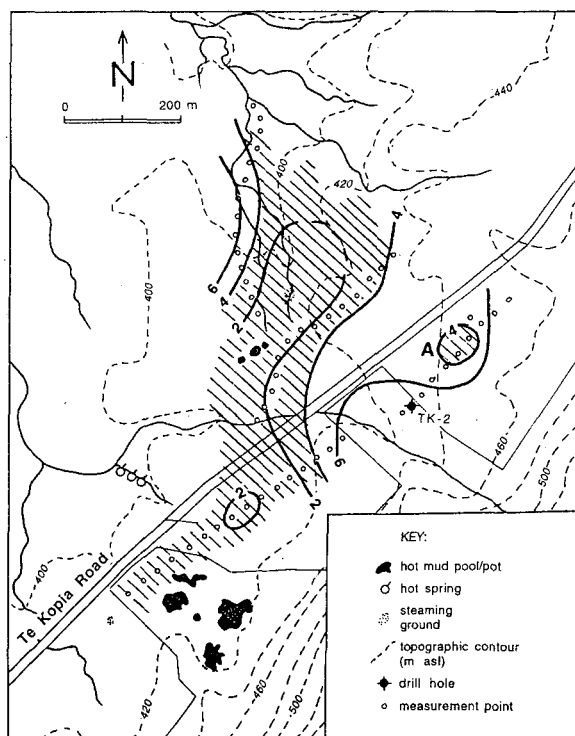 N
0 200 m
440
400
420
400
4
6
4
2
4
A
TK-2
6
460
500
2
2
400
Te Kopia Road
420
460
500
KEY:
hot mud pool/pot
hot spring
steaming
ground
topographic contour
(m asl)
drill hole
measurement point